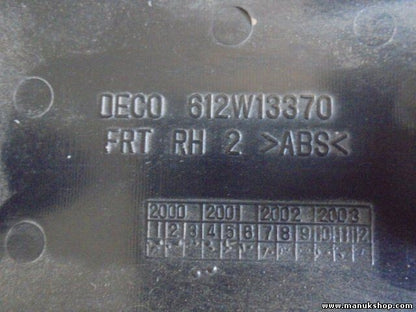 DECO 612W13370
FRT RH 2 >ABS<
2000 2001 2002 2003
1 2 3 4 5 6 7 8 9 10 11 12
www.manukshop.com